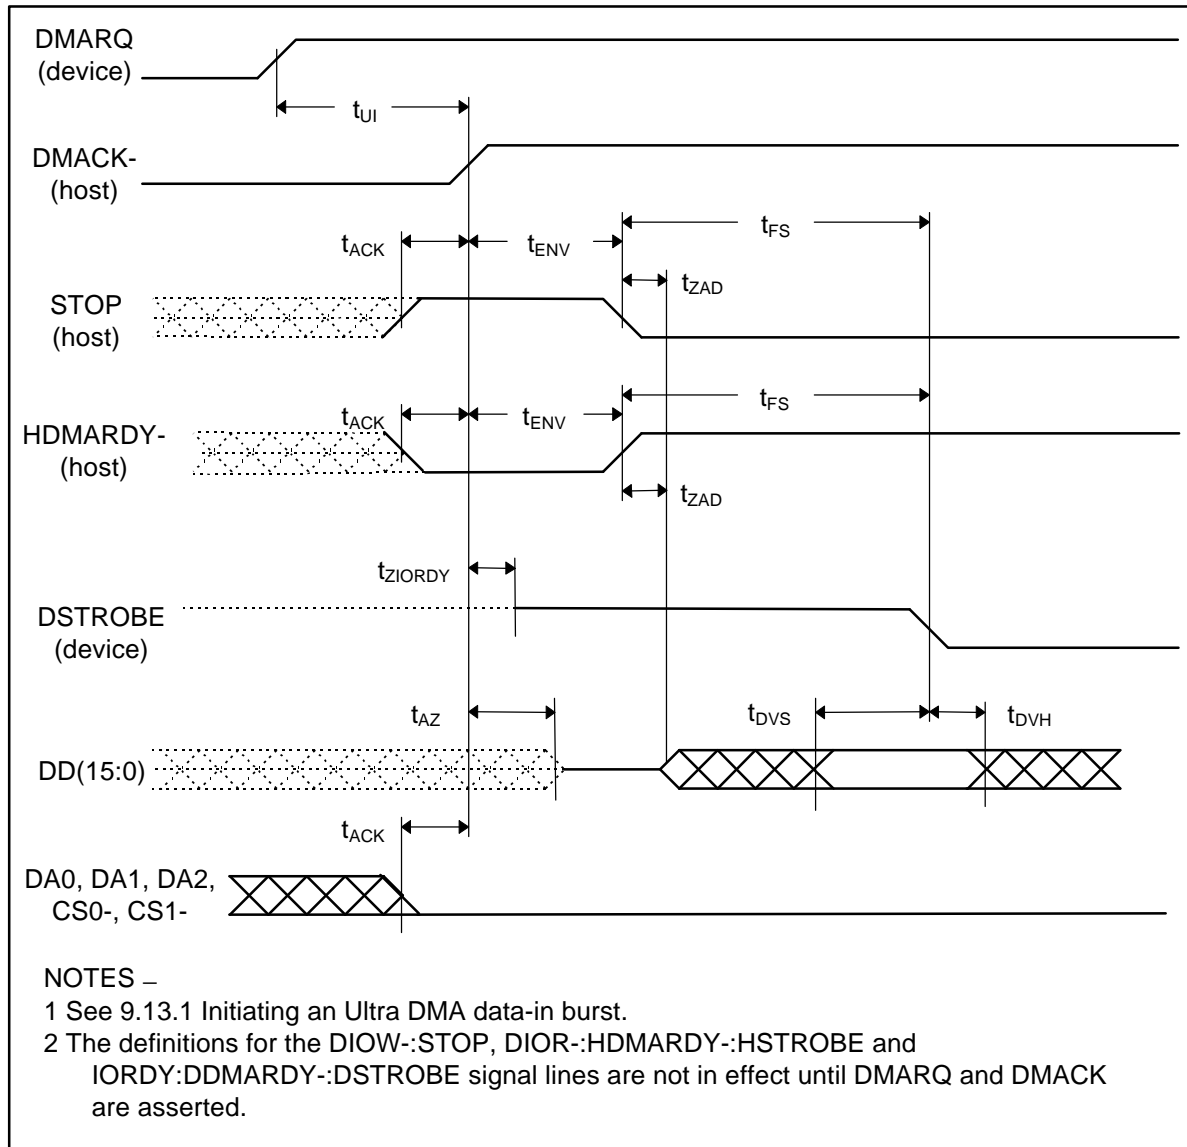 DMARQ
(device)
tUI
DMACK-
(host)
tFS
tACK
tENV
tZAD
STOP
(host)
tFS
tACK
tENV
HDMARDY-
(host)
tZAD
tZIORDY
DSTROBE
(device)
tAZ
tDVS
tDVH
DD(15:0)
tACK
DA0, DA1, DA2,
CS0-, CS1-
NOTES –
1 See 9.13.1 Initiating an Ultra DMA data-in burst.
2 The definitions for the DIOW-:STOP, DIOR-:HDMARDY-:HSTROBE and
IORDY:DDMARDY-:DSTROBE signal lines are not in effect until DMARQ and DMACK
are asserted.